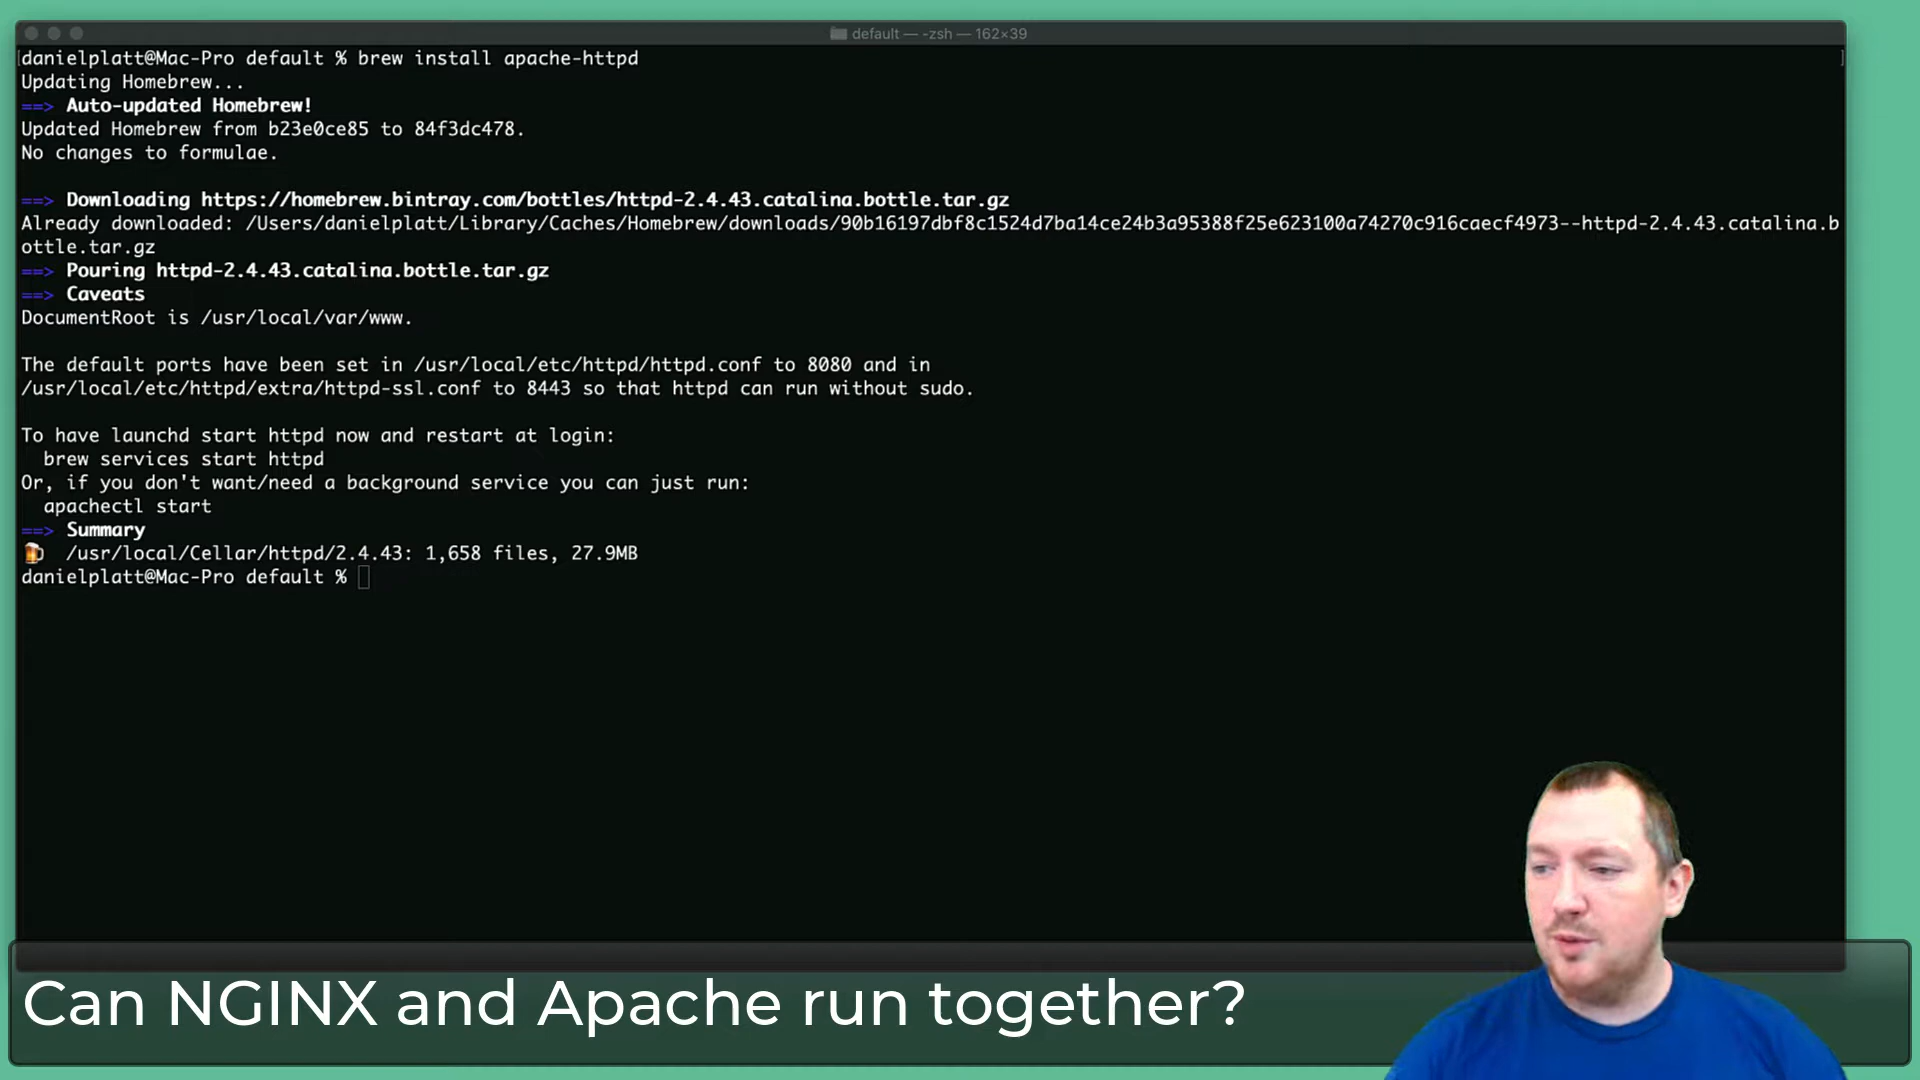 default — -zsh — 162×39
danielplatt@Mac-Pro default % brew install apache-httpd
Updating Homebrew...
==> Auto-updated Homebrew!
Updated Homebrew from b23e0ce85 to 84f3dc478.
No changes to formulae.
==> Downloading https://homebrew.bintray.com/bottles/httpd-2.4.43.catalina.bottle.tar.gz
Already downloaded: /Users/danielplatt/Library/Caches/Homebrew/downloads/90b16197dbf8c1524d7ba14ce24b3a95388f25e623100a74270c916caecf4973--httpd-2.4.43.catalina.b
ottle.tar.gz
==> Pouring httpd-2.4.43.catalina.bottle.tar.gz
==> Caveats
DocumentRoot is /usr/local/var/www.
The default ports have been set in /usr/local/etc/httpd/httpd.conf to 8080 and in
/usr/local/etc/httpd/extra/httpd-ssl.conf to 8443 so that httpd can run without sudo.
To have launchd start httpd now and restart at login:
brew services start httpd
Or, if you don't want/need a background service you can just run:
apachectl start
==> Summary
🍺 /usr/local/Cellar/httpd/2.4.43: 1,658 files, 27.9MB
danielplatt@Mac-Pro default %
Can NGINX and Apache run together?